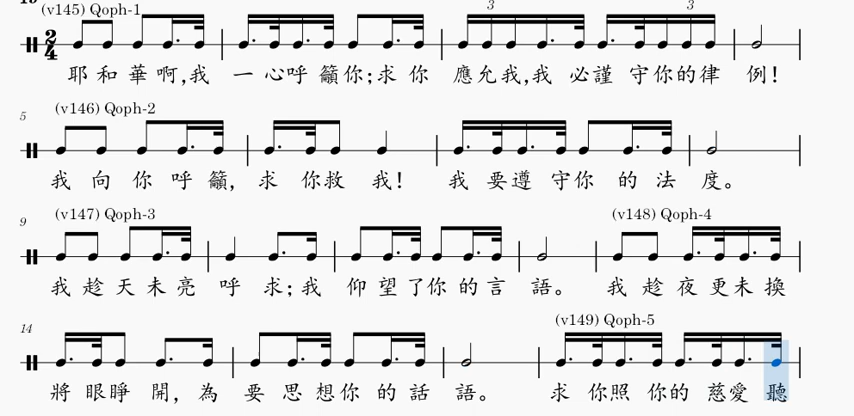 (v145) Qoph-1
3
3
2
4
耶 和 華 啊,我 一 心呼 籲你;求 你 應允我,我 必謹 守你的律 例!
5
(v146) Qoph-2
我 向 你 呼 籲, 求 你救 我! 我 要遵 守你 的 法 度。
9
(v147) Qoph-3
(v148) Qoph-4
我 趁 天 未 亮 呼 求;我 仰 望 了你 的 言 語。 我 趁 夜 更未 換
14
(v149) Qoph-5
將 眼睜 開,為 要 思 想你 的 話 語。 求 你照 你的 慈愛 聽